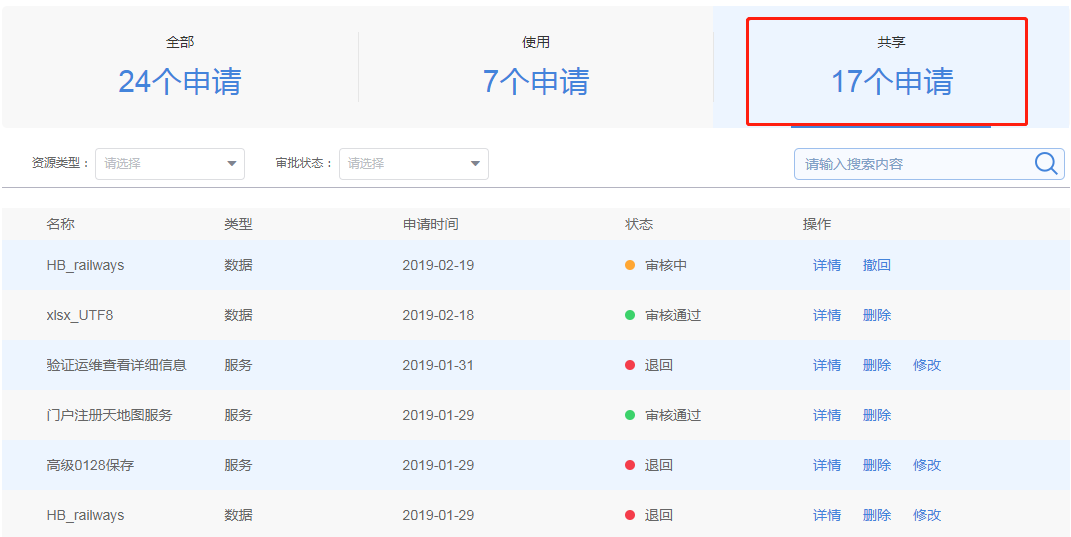 全部 使用 共享
24个申请 7个申请 17个申请
资源类型： 请选择 审批状态： 请选择 请输入搜索内容
名称 类型 申请时间 状态 操作
HB_railways 数据 2019-02-19 审核中 详情 撤回
xlsx_UTF8 数据 2019-02-18 审核通过 详情 删除
验证运维查看详细信息 服务 2019-01-31 退回 详情 删除 修改
门户注册天地图服务 服务 2019-01-29 审核通过 详情 删除
高级0128保存 服务 2019-01-29 退回 详情 删除 修改
HB_railways 数据 2019-01-29 退回 详情 删除 修改